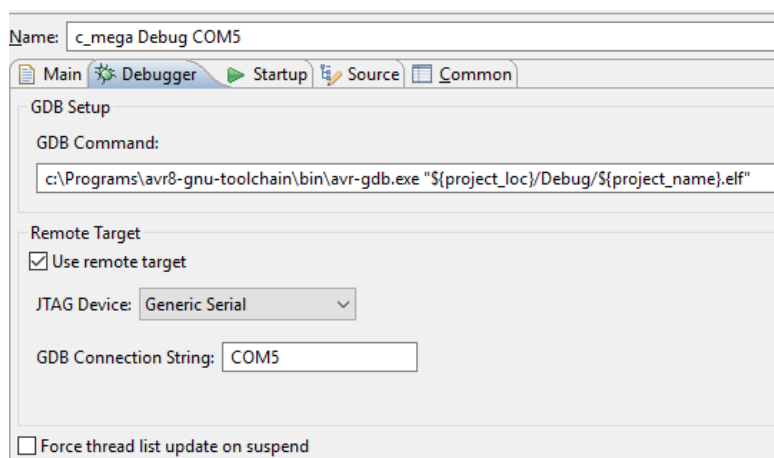 Name: c_mega Debug COM5
Main Debugger Startup Source Common
GDB Setup
GDB Command:
c:\Programs\avr8-gnu-toolchain\bin\avr-gdb.exe "${project_loc}/Debug/${project_name}.elf"
Remote Target
Use remote target
JTAG Device: Generic Serial
GDB Connection String: COM5
Force thread list update on suspend